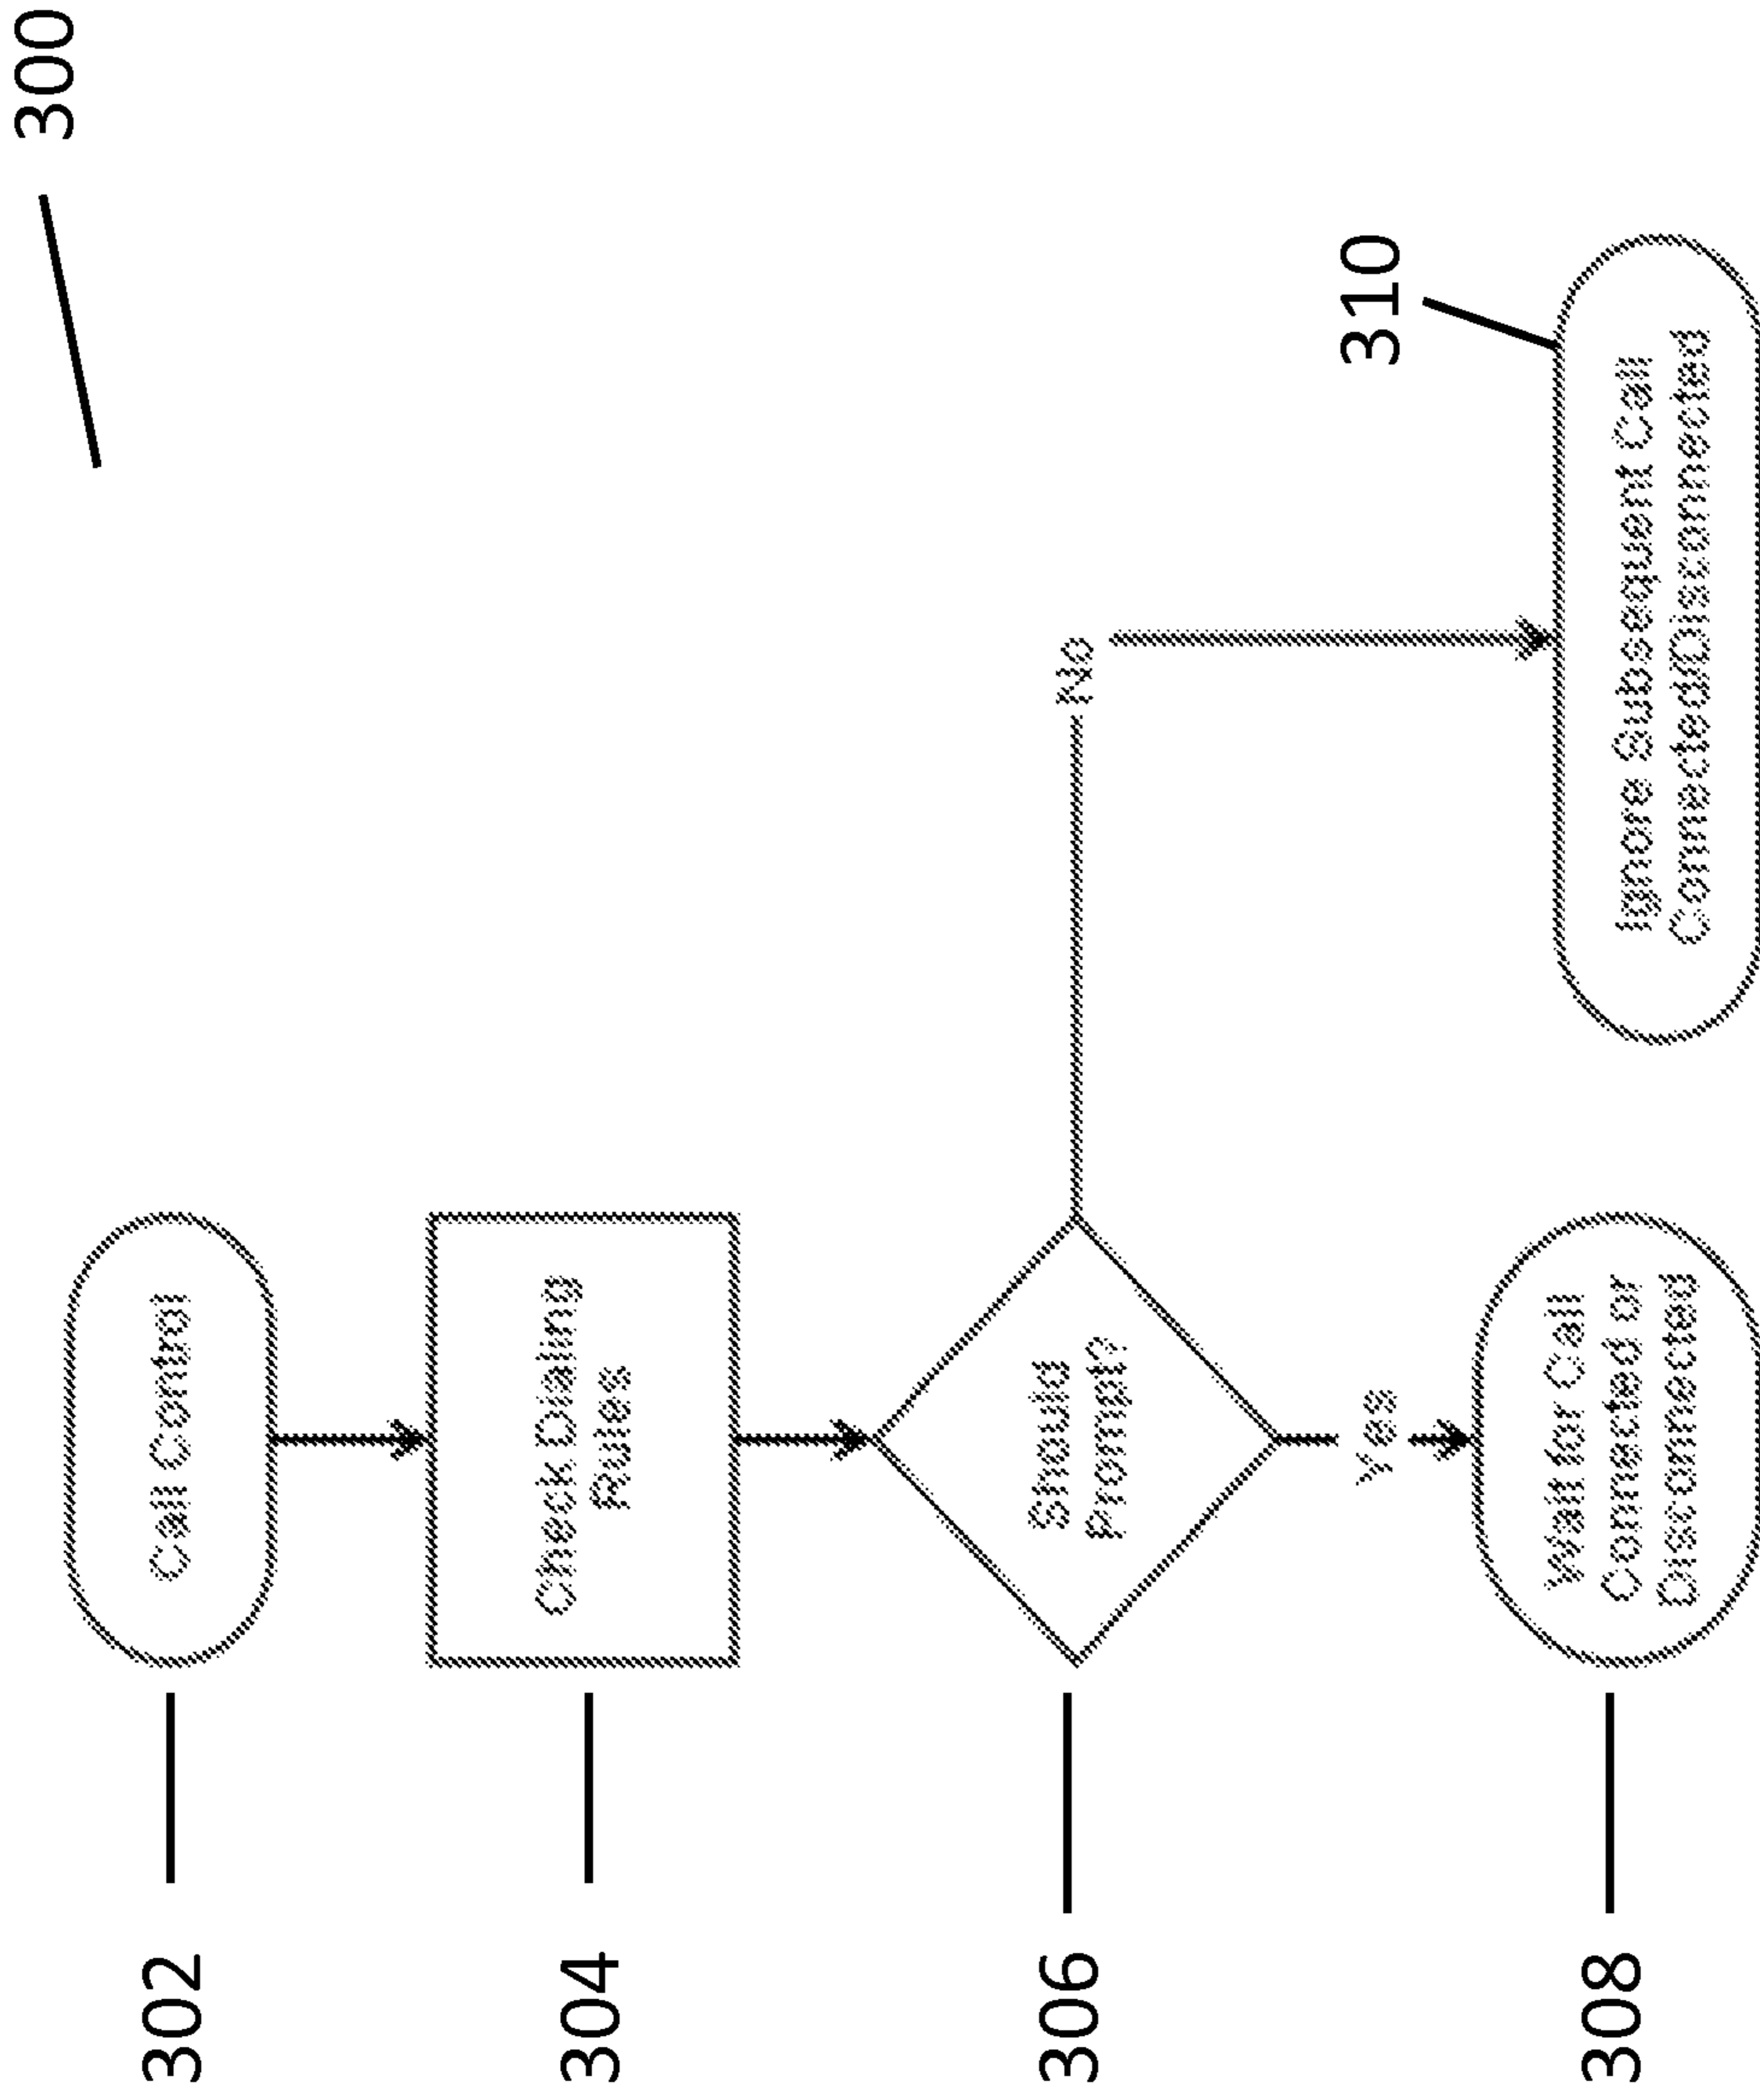 300
302
Call Control
304
Check Dialing
Rules
306
Should
Prompt?
No
Yes
308
Wait for Call
Connected or
Disconnected
310
Ignore Subsequent Call
Connected/Disconnected